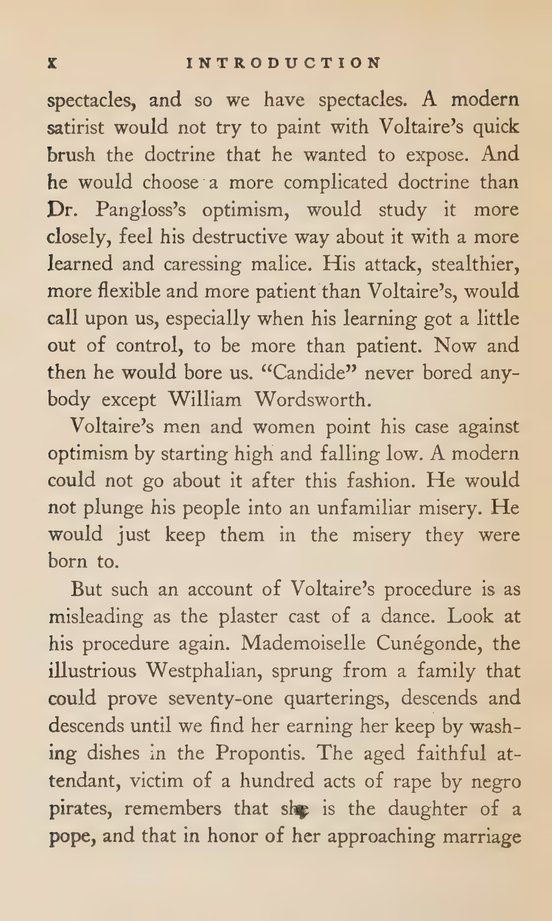 X INTRODUCTION
spectacles, and so we have spectacles. A modern
satirist would not try to paint with Voltaire's quick
brush the doctrine that he wanted to expose. And
he would choose a more complicated doctrine than
Dr. Pangloss's optimism, would study it more
closely, feel his destructive way about it with a more
learned and caressing malice. His attack, stealthier,
more flexible and more patient than Voltaire's, would
call upon us, especially when his learning got a little
out of control, to be more than patient. Now and
then he would bore us. "Candide" never bored any-
body except William Wordsworth.
Voltaire's men and women point his case against
optimism by starting high and falling low. A modern
could not go about it after this fashion. He would
not plunge his people into an unfamiliar misery. He
would just keep them in the misery they were
born to.
But such an account of Voltaire's procedure is as
misleading as the plaster cast of a dance. Look at
his procedure again. Mademoiselle Cunégonde, the
illustrious Westphalian, sprung from a family that
could prove seventy-one quarterings, descends and
descends until we find her earning her keep by wash-
ing dishes in the Propontis. The aged faithful at-
tendant, victim of a hundred acts of rape by negro
pirates, remembers that she is the daughter of a
pope, and that in honor of her approaching marriage